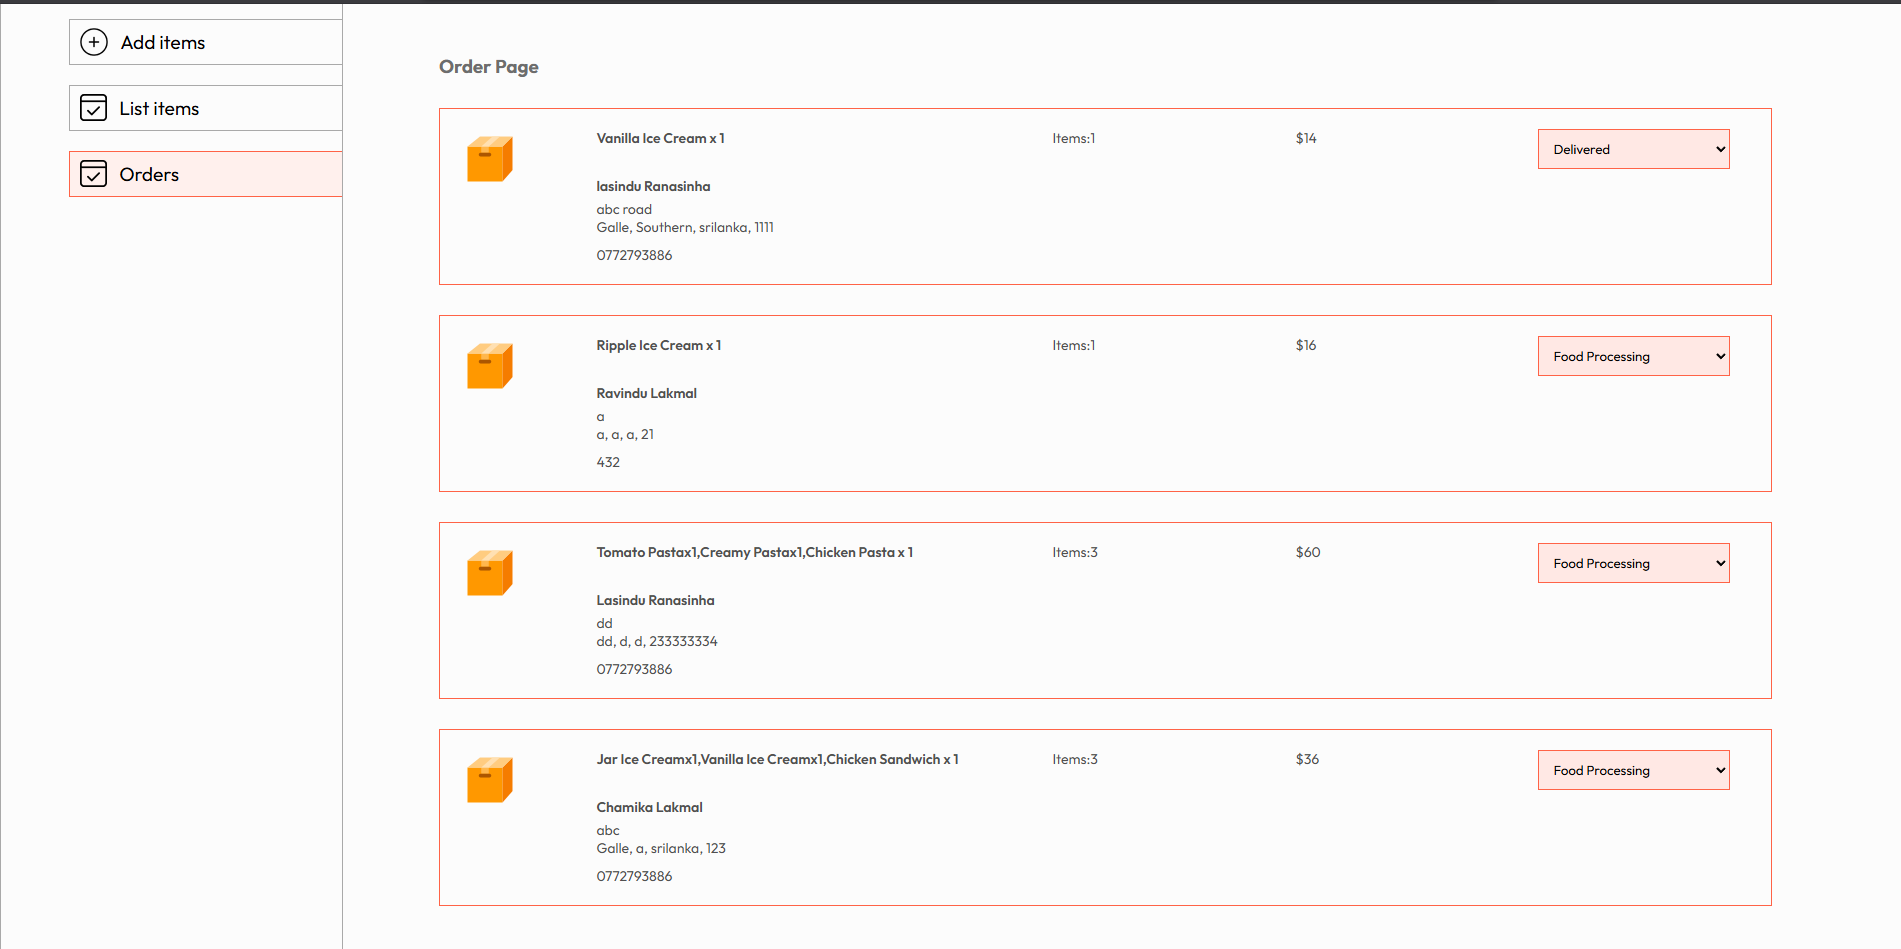 Add items
List items
Orders
Order Page
Vanilla Ice Cream x 1
Items:1
$14
Delivered
lasindu Ranasinha
abc road
Galle, Southern, srilanka, 1111
0772793886
Ripple Ice Cream x 1
Items:1
$16
Food Processing
Ravindu Lakmal
a
a, a, a, 21
432
Tomato Pastax1,Creamy Pastax1,Chicken Pasta x 1
Items:3
$60
Food Processing
Lasindu Ranasinha
dd
dd, d, d, 233333334
0772793886
Jar Ice Creamx1,Vanilla Ice Creamx1,Chicken Sandwich x 1
Items:3
$36
Food Processing
Chamika Lakmal
abc
Galle, a, srilanka, 123
0772793886